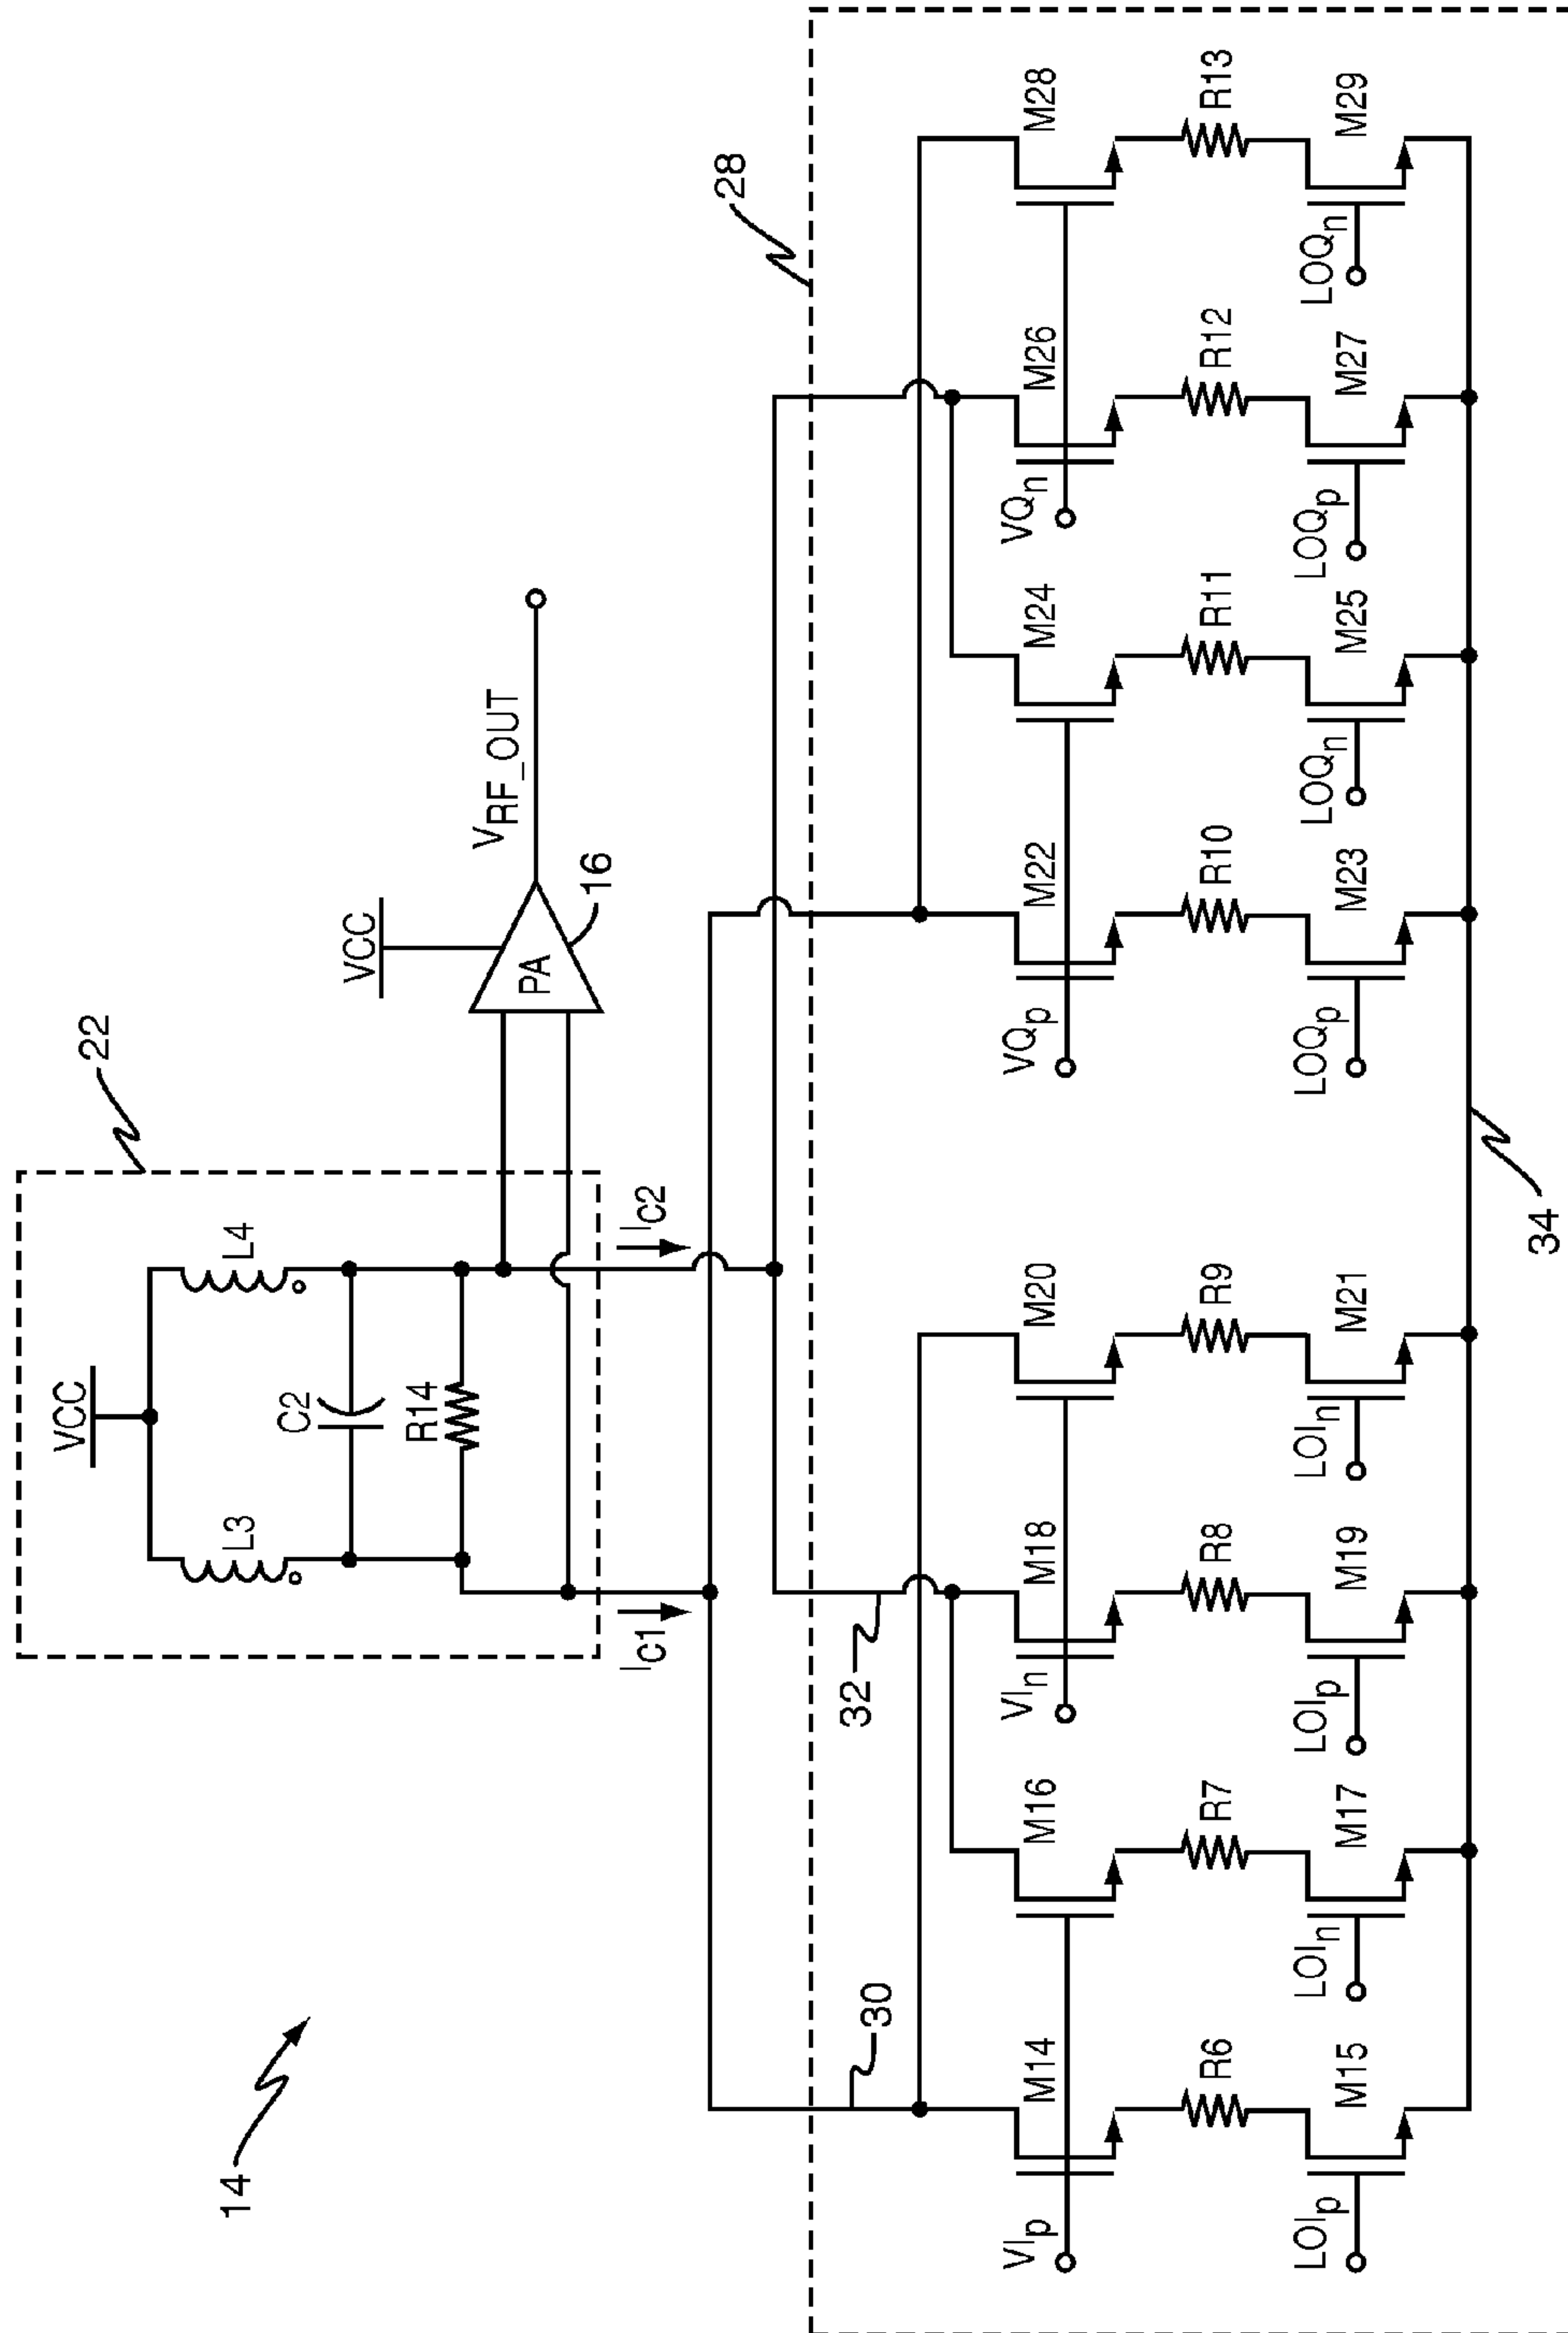 14
22
VCC
L3
L4
C2
R14
VCC
PA
16
VRF_OUT
IC1
IC2
28
30
32
VIp
M14
M16
VIn
M18
M20
VQp
M22
M24
VQn
M26
M28
R6
R7
R8
R9
R10
R11
R12
R13
LOIp
M15
LOIn
M17
LOIp
M19
LOIn
M21
LOQp
M23
LOQn
M25
LOQp
M27
LOQn
M29
34